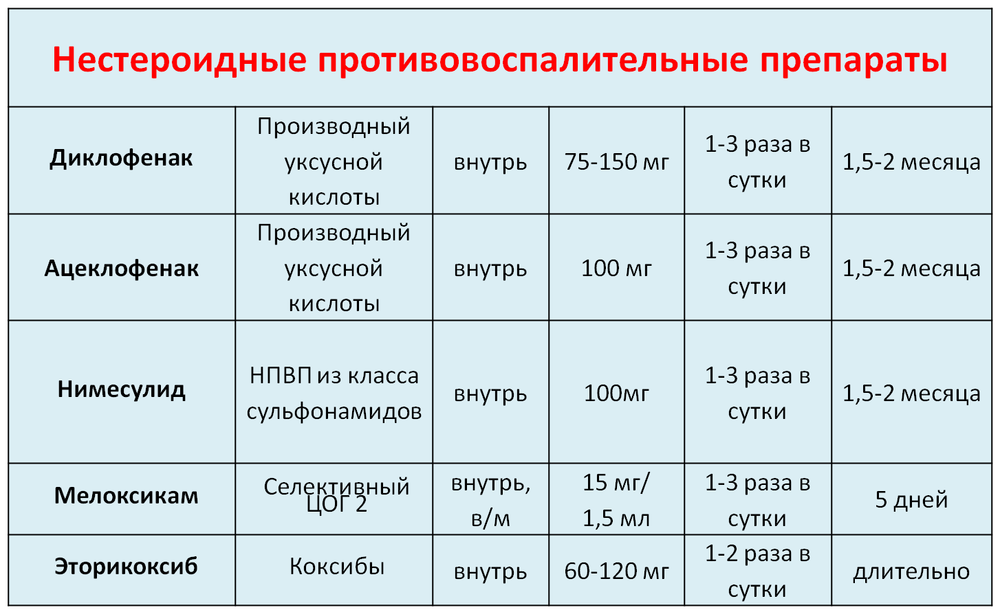 Нестероидные противовоспалительные препараты
Диклофенак
Производный
уксусной
кислоты
внутрь
75-150 мг
1-3 раза в
сутки
1,5-2 месяца
Ацеклофенак
Производный
уксусной
кислоты
внутрь
100 мг
1-3 раза в
сутки
1,5-2 месяца
Нимесулид
НПВП из класса
сульфонамидов
внутрь
100мг
1-3 раза в
сутки
1,5-2 месяца
Мелоксикам
Селективный
ЦОГ 2
внутрь,
в/м
15 мг/
1,5 мл
1-3 раза в
сутки
5 дней
Эторикоксиб
Коксибы
внутрь
60-120 мг
1-2 раза в
сутки
длительно